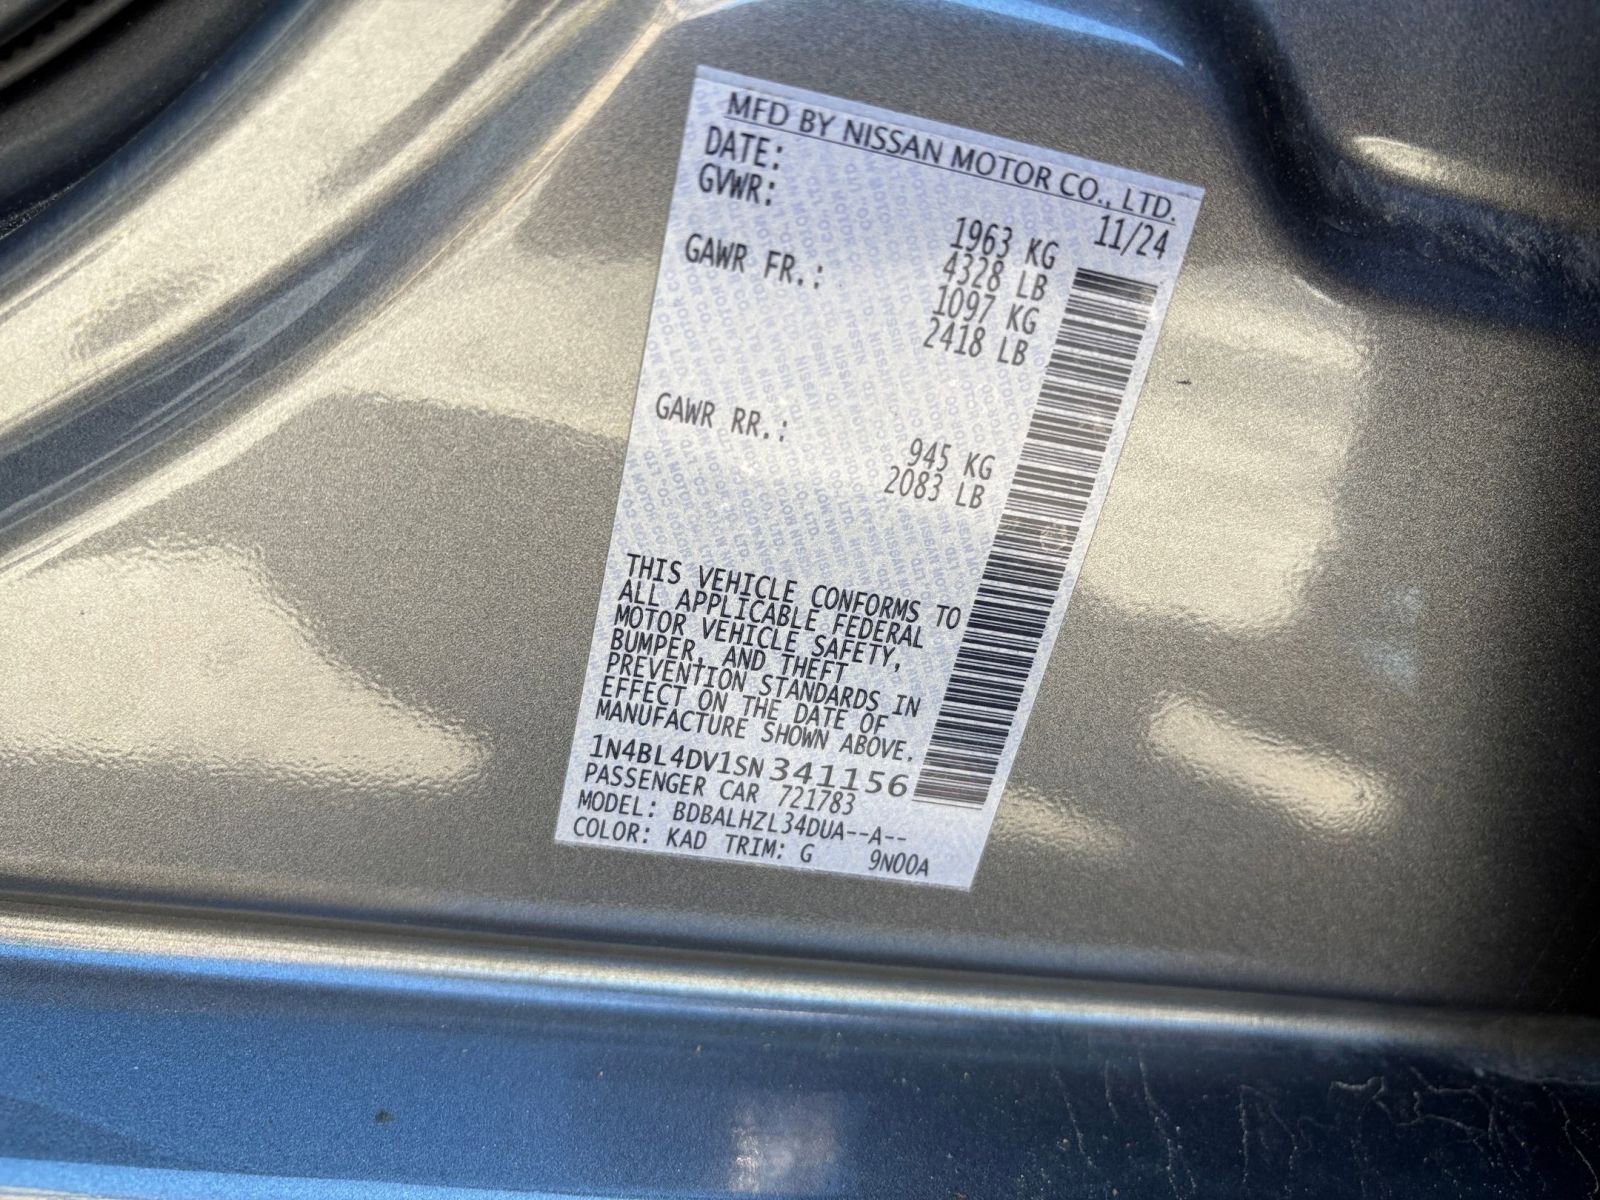 MFD BY NISSAN MOTOR CO., LTD.
DATE: 11/24
GVWR: 1963 KG
4328 LB
GAWR FR.: 1097 KG
2418 LB
GAWR RR.: 945 KG
2083 LB
THIS VEHICLE CONFORMS TO
ALL APPLICABLE FEDERAL
MOTOR VEHICLE SAFETY,
BUMPER, AND THEFT
PREVENTION STANDARDS IN
EFFECT ON THE DATE OF
MANUFACTURE SHOWN ABOVE.
1N4BL4DV1SN341156
PASSENGER CAR 721783
MODEL: BDBALHZL34DUA--A--
COLOR: KAD TRIM: G 9N00A